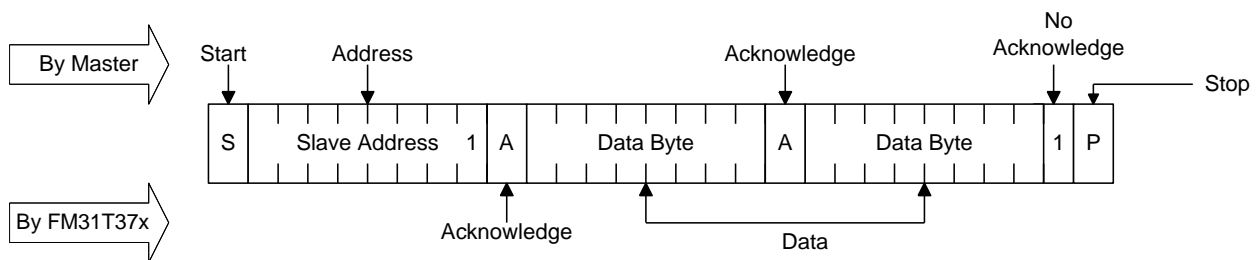 No
Acknowledge
By Master
Start
Address
Acknowledge
Stop
S
Slave Address 1
A
Data Byte
A
Data Byte
1
P
By FM31T37x
Acknowledge
Data